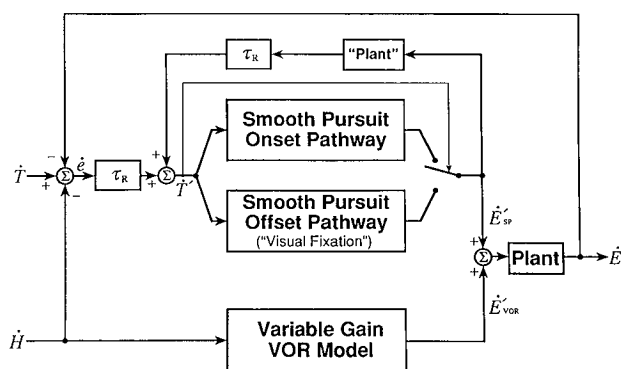 τR
"Plant"
Smooth Pursuit
Onset Pathway
−
+
Ṫ
+
Σ
−
ė
τR
+
Σ
Ṫ′
Smooth Pursuit
Offset Pathway
("Visual Fixation")
Ė′SP
+
Σ
+
Plant
Ė
Ė′VOR
Ḣ
Variable Gain
VOR Model